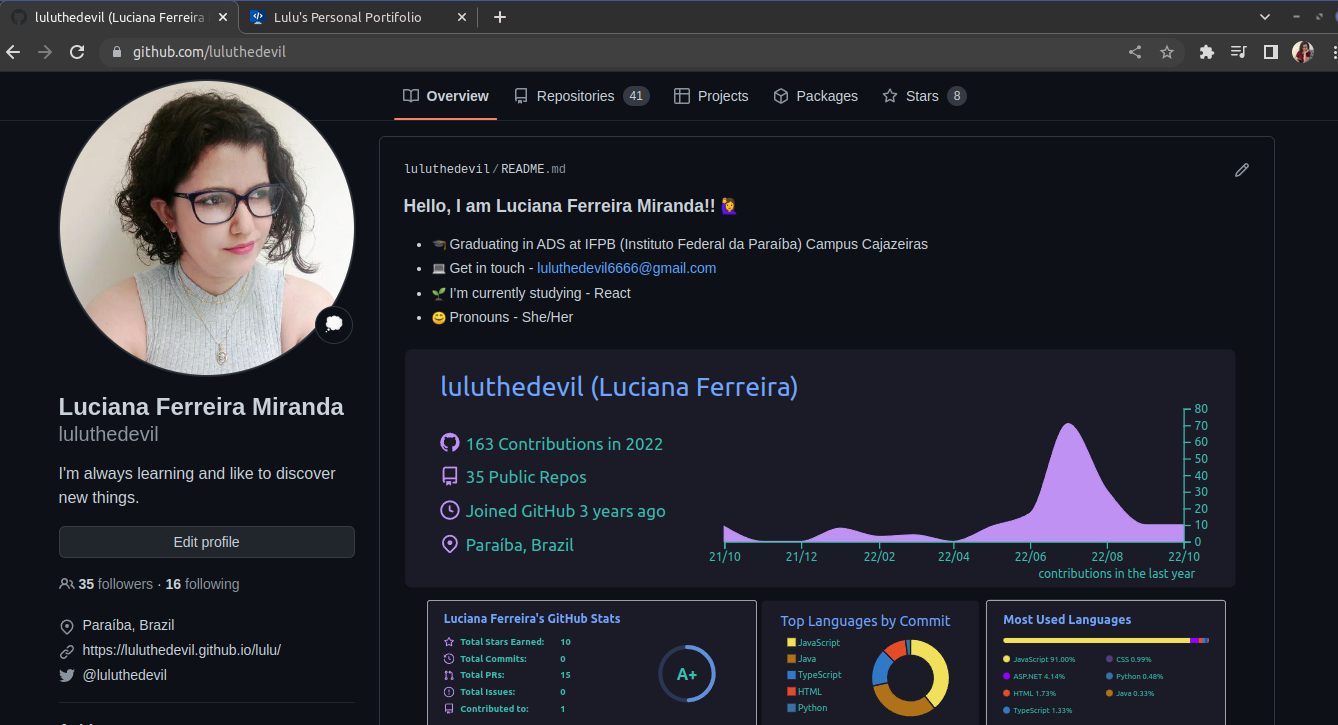 luluthedevil (Luciana Ferreira
Lulu's Personal Portifolio
github.com/luluthedevil
Overview
Repositories 41
Projects
Packages
Stars 8
luluthedevil/README.md
Hello, I am Luciana Ferreira Miranda!! 🙋‍♀️
🎓 Graduating in ADS at IFPB (Instituto Federal da Paraíba) Campus Cajazeiras
💻 Get in touch - luluthedevil6666@gmail.com
🌱 I'm currently studying - React
😊 Pronouns - She/Her
Luciana Ferreira Miranda
luluthedevil
I'm always learning and like to discover
new things.
Edit profile
35 followers · 16 following
Paraíba, Brazil
https://luluthedevil.github.io/lulu/
@luluthedevil
luluthedevil (Luciana Ferreira)
163 Contributions in 2022
35 Public Repos
Joined GitHub 3 years ago
Paraíba, Brazil
80
70
60
50
40
30
20
10
0
21/10 21/12 22/02 22/04 22/06 22/08 22/10
contributions in the last year
Luciana Ferreira's GitHub Stats
Total Stars Earned: 10
Total Commits: 0
Total PRs: 15
Total Issues: 0
Contributed to: 1
A+
Top Languages by Commit
JavaScript
Java
TypeScript
HTML
Python
Most Used Languages
JavaScript 91.00%
ASP.NET 4.14%
HTML 1.73%
TypeScript 1.33%
CSS 0.99%
Python 0.48%
Java 0.33%